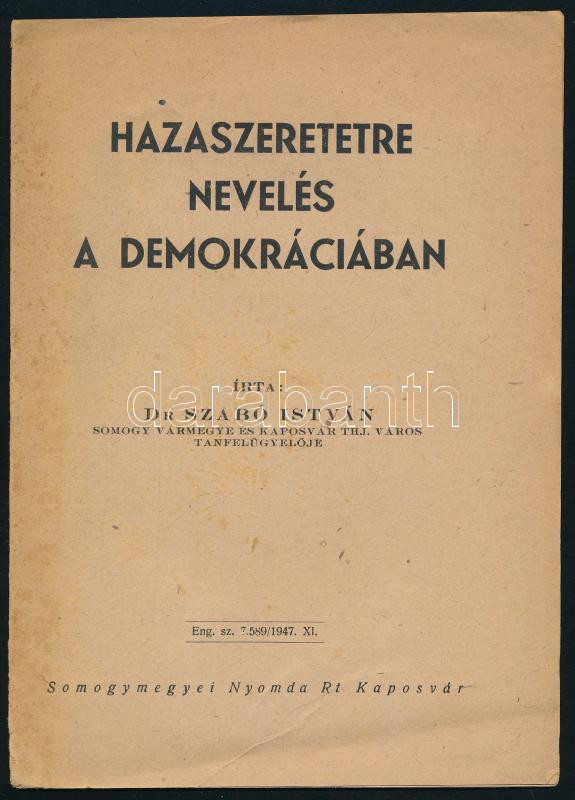 HAZASZERETETRE
NEVELÉS
A DEMOKRÁCIÁBAN
ÍRTA:
darabanth
DR SZABÓ ISTVÁN
SOMOGY VÁRMEGYE ÉS KAPOSVÁR THJ. VÁROS
TANFELÜGYELŐJE
Eng. sz. 7.589/1947. XI.
Somogymegyei Nyomda Rt Kaposvár